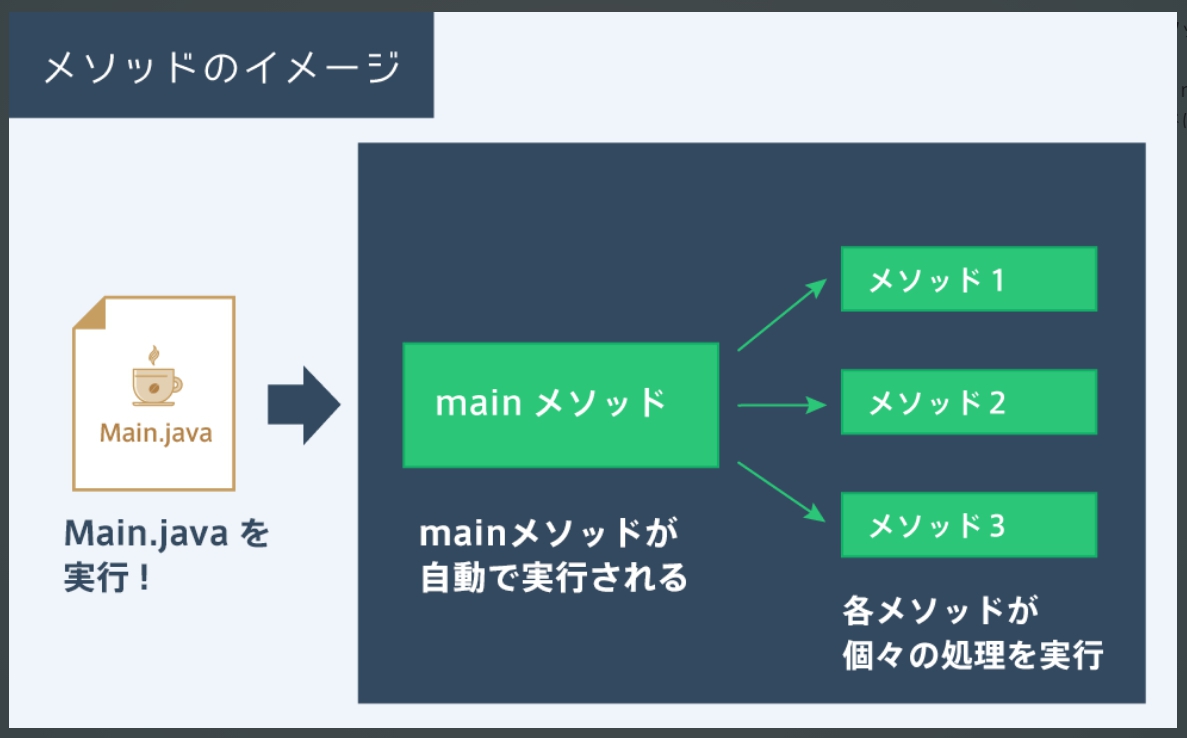 メソッドのイメージ
Main.java
Main.java を
実行！
main メソッド
mainメソッドが
自動で実行される
メソッド 1
メソッド 2
メソッド 3
各メソッドが
個々の処理を実行